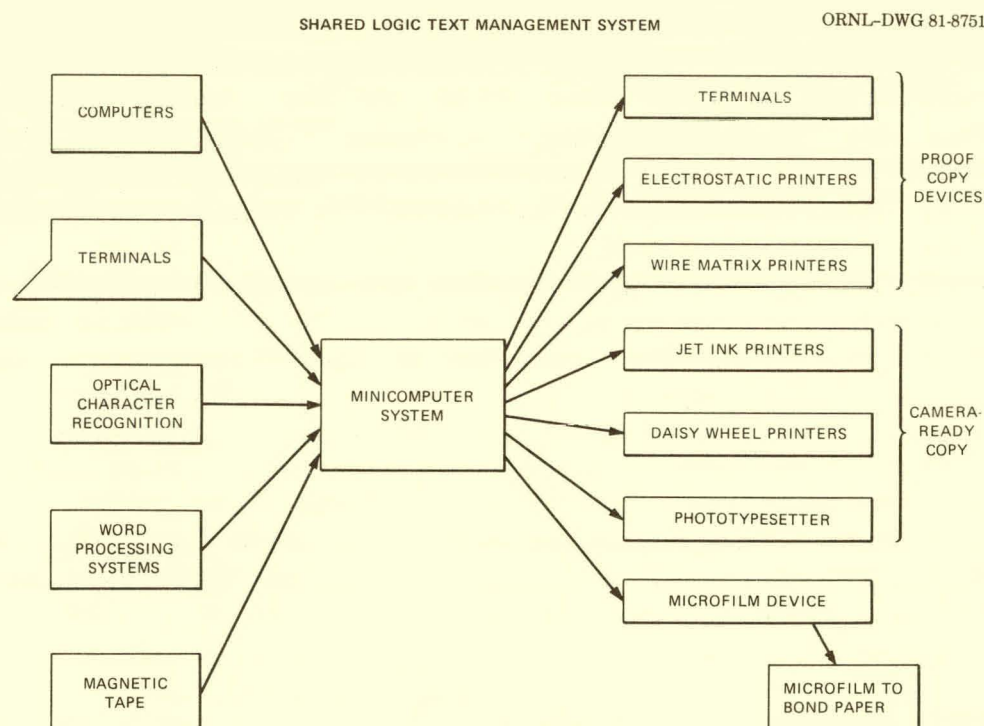 SHARED LOGIC TEXT MANAGEMENT SYSTEM
ORNL-DWG 81-8751
COMPUTERS
TERMINALS
OPTICAL
CHARACTER
RECOGNITION
WORD
PROCESSING
SYSTEMS
MAGNETIC
TAPE
MINICOMPUTER
SYSTEM
TERMINALS
ELECTROSTATIC PRINTERS
WIRE MATRIX PRINTERS
PROOF
COPY
DEVICES
JET INK PRINTERS
DAISY WHEEL PRINTERS
PHOTOTYPESETTER
CAMERA-
READY
COPY
MICROFILM DEVICE
MICROFILM TO
BOND PAPER